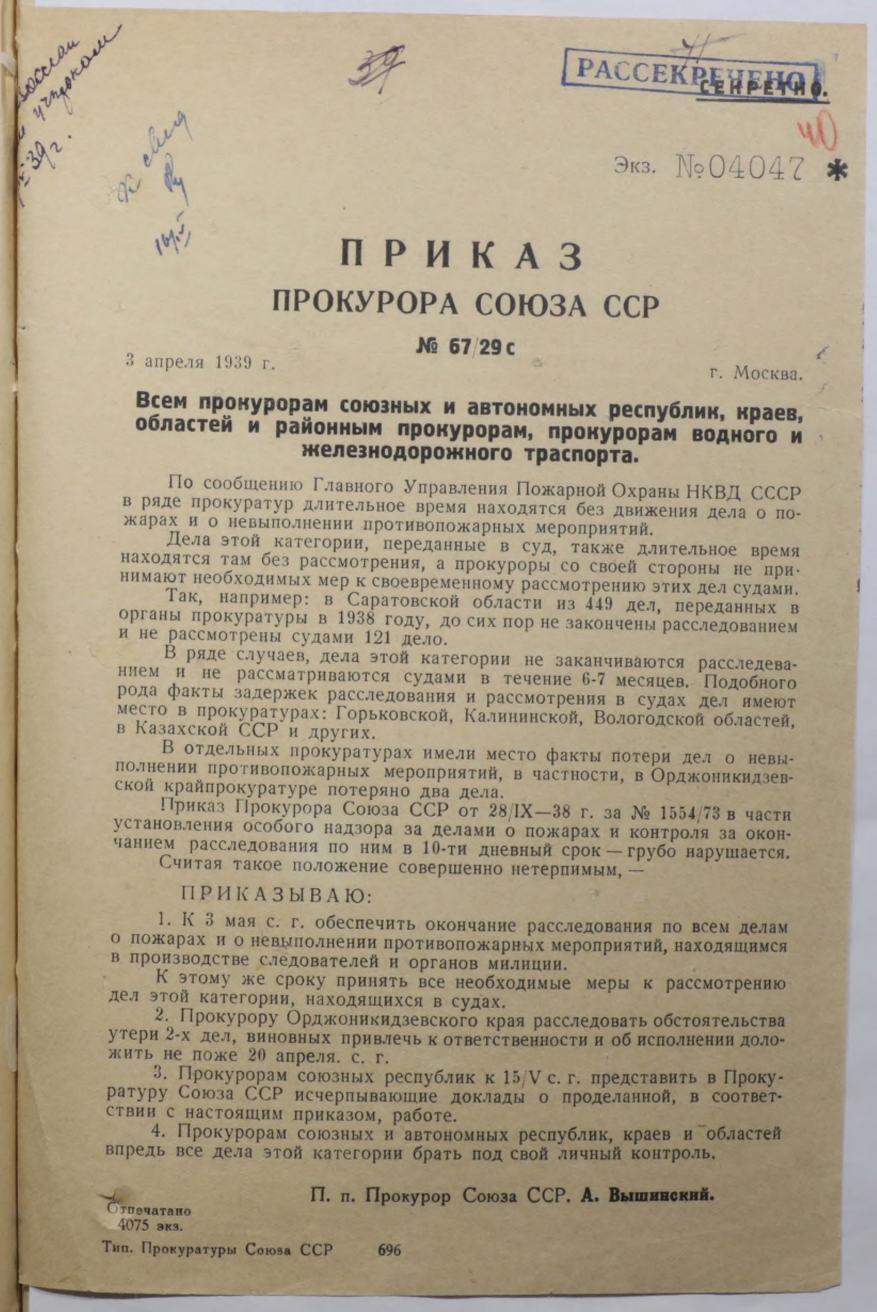 39
РАССЕКРЕЧЕНО
СЕКРЕТНО.
40
Экз. №04047 *
ПРИКАЗ
ПРОКУРОРА СОЮЗА ССР
№ 67/29 с
3 апреля 1939 г.
г. Москва.
Всем прокурорам союзных и автономных республик, краев,
областей и районным прокурорам, прокурорам водного и
железнодорожного траспорта.
По сообщению Главного Управления Пожарной Охраны НКВД СССР
в ряде прокуратур длительное время находятся без движения дела о по-
жарах и о невыполнении противопожарных мероприятий.
Дела этой категории, переданные в суд, также длительное время
находятся там без рассмотрения, а прокуроры со своей стороны не при-
нимают необходимых мер к своевременному рассмотрению этих дел судами.
Так, например: в Саратовской области из 449 дел, переданных в
органы прокуратуры в 1938 году, до сих пор не закончены расследованием
и не рассмотрены судами 121 дело.
В ряде случаев, дела этой категории не заканчиваются расследева-
нием и не рассматриваются судами в течение 6-7 месяцев. Подобного
рода факты задержек расследования и рассмотрения в судах дел имеют
место в прокуратурах: Горьковской, Калининской, Вологодской областей,
в Казахской ССР и других.
В отдельных прокуратурах имели место факты потери дел о невы-
полнении противопожарных мероприятий, в частности, в Орджоникидзев-
ской крайпрокуратуре потеряно два дела.
Приказ Прокурора Союза ССР от 28/IX—38 г. за № 1554/73 в части
установления особого надзора за делами о пожарах и контроля за окон-
чанием расследования по ним в 10-ти дневный срок — грубо нарушается.
Считая такое положение совершенно нетерпимым, —
ПРИКАЗЫВАЮ:
1. К 3 мая с. г. обеспечить окончание расследования по всем делам
о пожарах и о невыполнении противопожарных мероприятий, находящимся
в производстве следователей и органов милиции.
К этому же сроку принять все необходимые меры к рассмотрению
дел этой категории, находящихся в судах.
2. Прокурору Орджоникидзевского края расследовать обстоятельства
утери 2-х дел, виновных привлечь к ответственности и об исполнении доло-
жить не поже 20 апреля. с. г.
3. Прокурорам союзных республик к 15/V с. г. представить в Проку-
ратуру Союза ССР исчерпывающие доклады о проделанной, в соответ-
ствии с настоящим приказом, работе.
4. Прокурорам союзных и автономных республик, краев и областей
впредь все дела этой категории брать под свой личный контроль.
П. п. Прокурор Союза ССР. А. Вышинский.
Отпечатано
4075 экз.
Тип. Прокуратуры Союза ССР 696